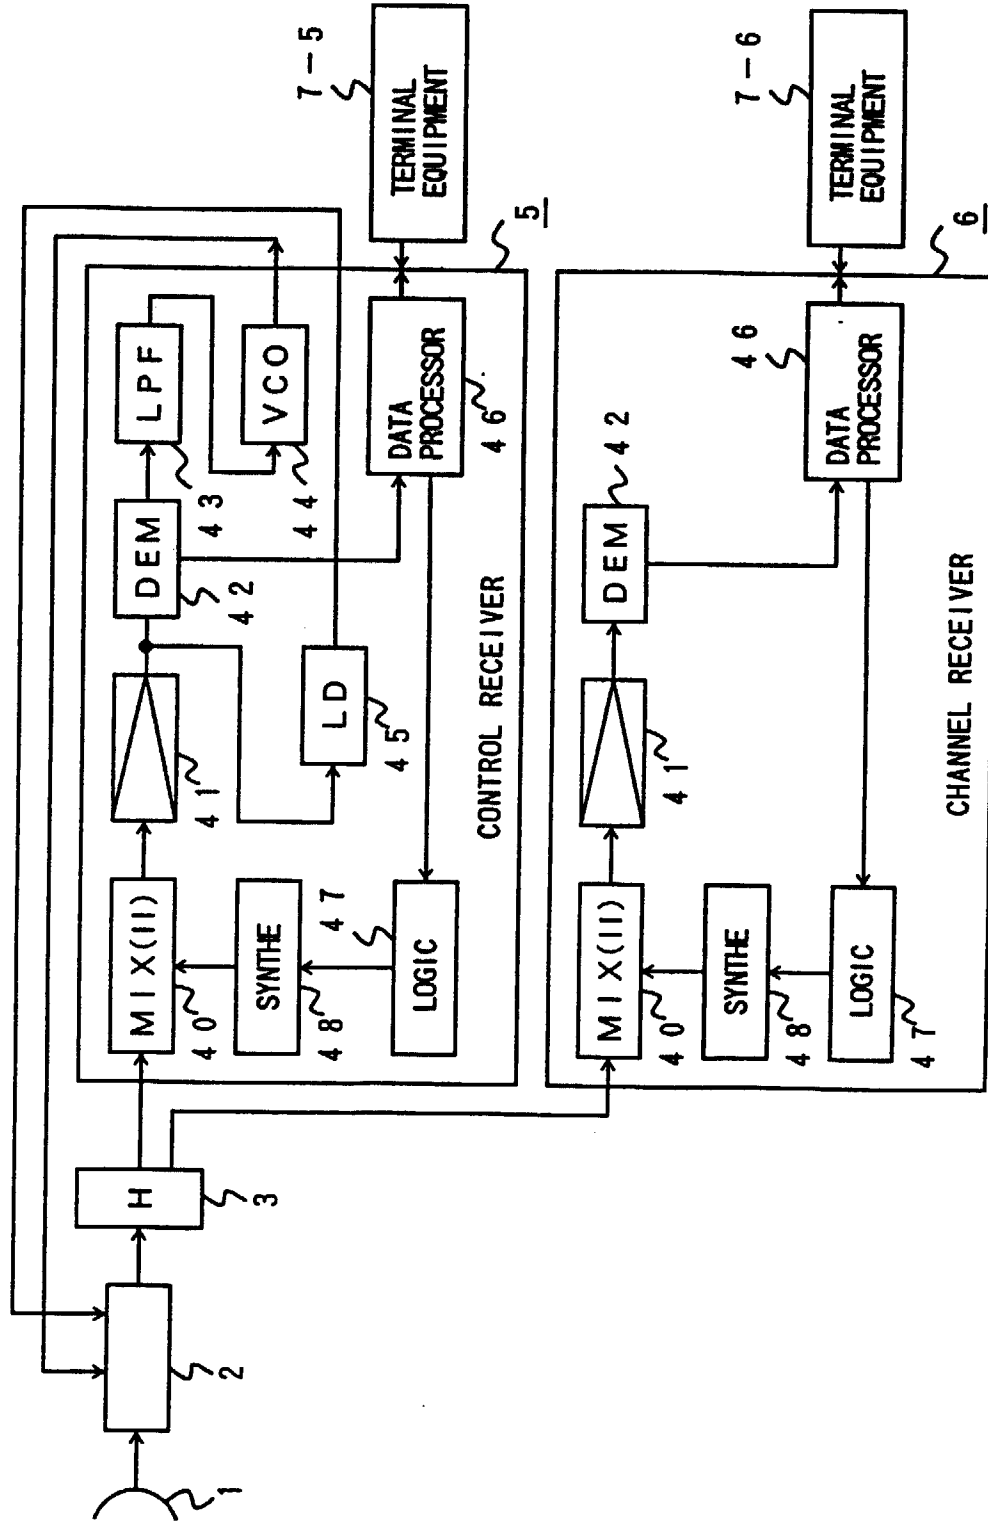 1
2
H
3
MIX(II)
40
41
DEM
42
LPF
43
VCO
44
LD
45
SYNTHE
48
LOGIC
47
DATA
PROCESSOR
46
CONTROL RECEIVER
5
TERMINAL
EQUIPMENT
7-5
MIX(II)
40
41
DEM
42
SYNTHE
48
LOGIC
47
DATA
PROCESSOR
46
CHANNEL RECEIVER
6
TERMINAL
EQUIPMENT
7-6